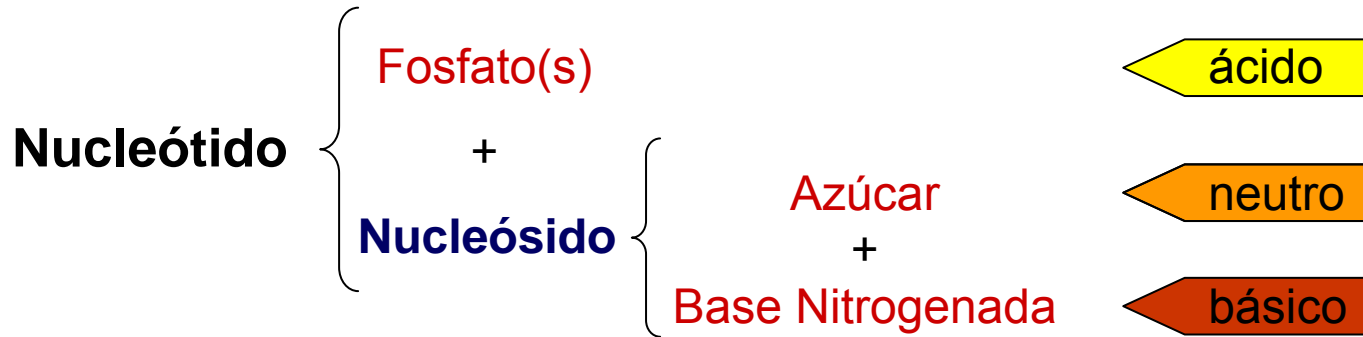 Fosfato(s)
ácido
Nucleótido
+
Azúcar
neutro
Nucleósido
+
Base Nitrogenada
básico